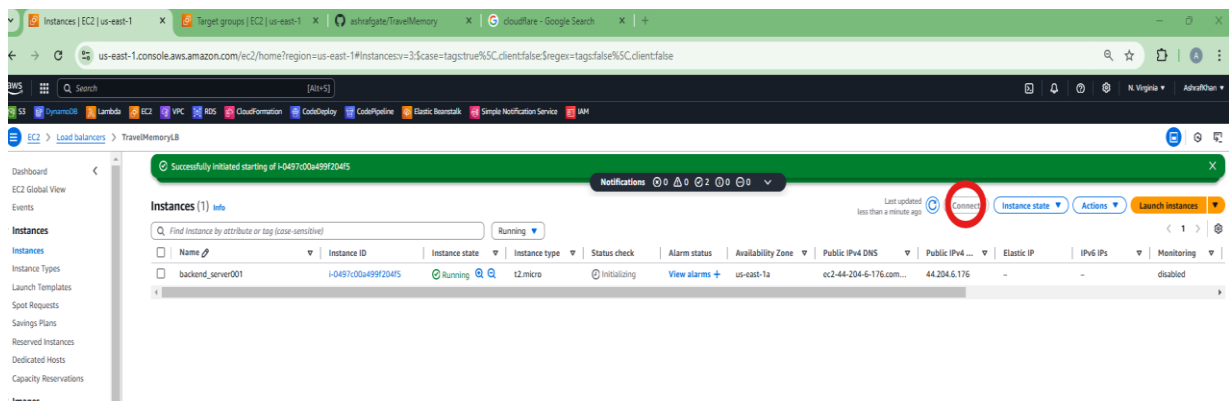 Instances | EC2 | us-east-1
Target groups | EC2 | us-east-1
ashrafgate/TravelMemory
cloudflare - Google Search
us-east-1.console.aws.amazon.com/ec2/home?region=us-east-1#Instances:v=3;$case=tags:true%5C,client:false;$regex=tags:false%5C,client:false
aws Search [Alt+S] N. Virginia AshrafKhan
S3 DynamoDB Lambda EC2 VPC RDS CloudFormation CodeDeploy CodePipeline Elastic Beanstalk Simple Notification Service IAM
EC2 > Load balancers > TravelMemoryLB
Successfully initiated starting of i-0497c00a499f204f5
Notifications 0 0 2 0 0
Dashboard
EC2 Global View
Events
Instances
Instances
Instance Types
Launch Templates
Spot Requests
Savings Plans
Reserved Instances
Dedicated Hosts
Capacity Reservations
Images
Instances (1) Info
Last updated
less than a minute ago
Connect Instance state Actions Launch instances
Find Instance by attribute or tag (case-sensitive) Running 1
Name Instance ID Instance state Instance type Status check Alarm status Availability Zone Public IPv4 DNS Public IPv4 ... Elastic IP IPv6 IPs Monitoring
backend_server001 i-0497c00a499f204f5 Running t2.micro Initializing View alarms + us-east-1a ec2-44-204-6-176.com... 44.204.6.176 – – disabled